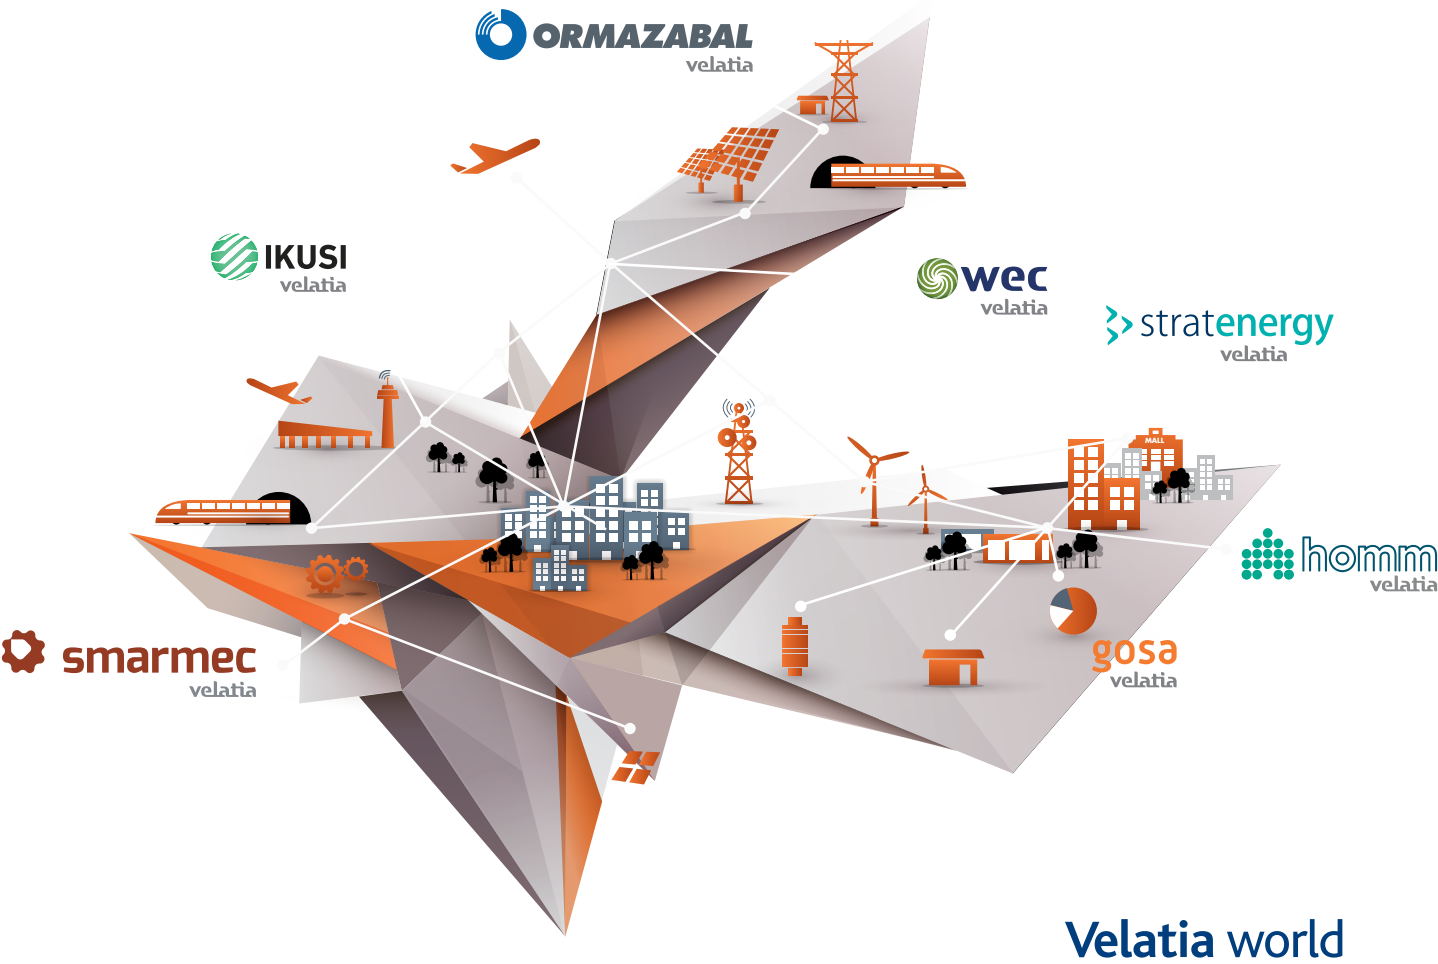 ORMAZABAL
velatia
IKUSI
velatia
wec
velatia
stratenergy
velatia
MALL
homm
velatia
smarmec
velatia
gosa
velatia
Velatia world